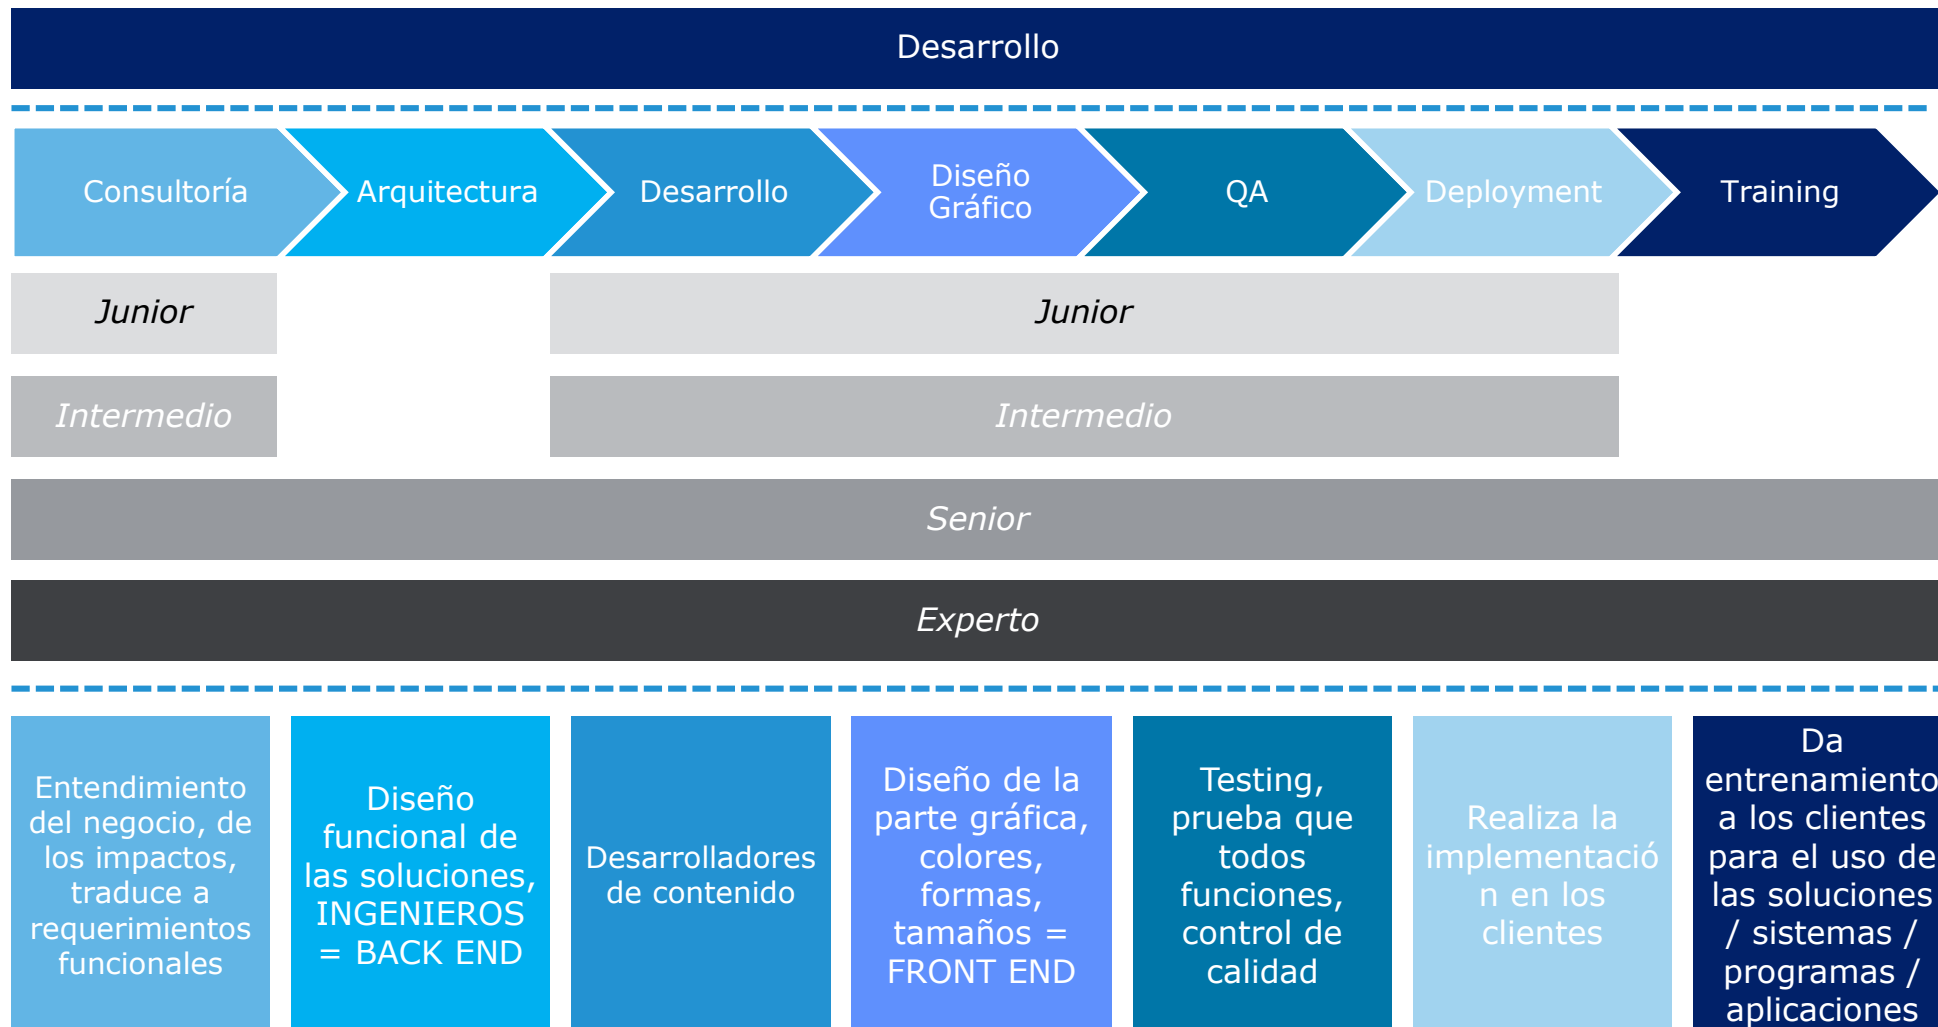 Desarrollo
Consultoría
Arquitectura
Desarrollo
Diseño
Gráfico
QA
Deployment
Training
Junior
Junior
Intermedio
Intermedio
Senior
Experto
Entendimiento
del negocio, de
los impactos,
traduce a
requerimientos
funcionales
Diseño
funcional de
las soluciones,
INGENIEROS
= BACK END
Desarrolladores
de contenido
Diseño de la
parte gráfica,
colores,
formas,
tamaños =
FRONT END
Testing,
prueba que
todos
funciones,
control de
calidad
Realiza la
implementació
n en los
clientes
Da
entrenamiento
a los clientes
para el uso de
las soluciones
/ sistemas /
programas /
aplicaciones